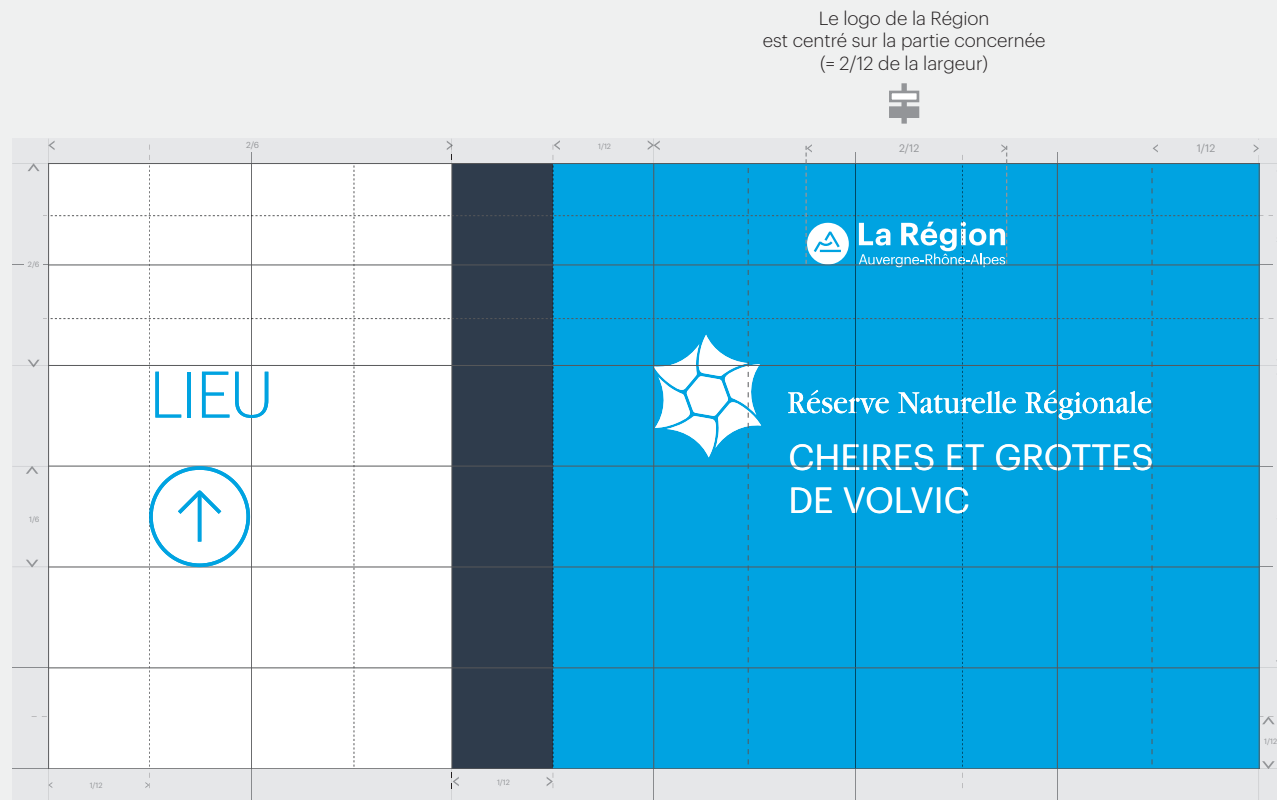 Le logo de la Région
est centré sur la partie concernée
(= 2/12 de la largeur)
2/6
1/12
2/12
1/12
La Région
Auvergne-Rhône-Alpes
2/6
LIEU
Réserve Naturelle Régionale
CHEIRES ET GROTTES
DE VOLVIC
1/6
1/12
1/12
1/12